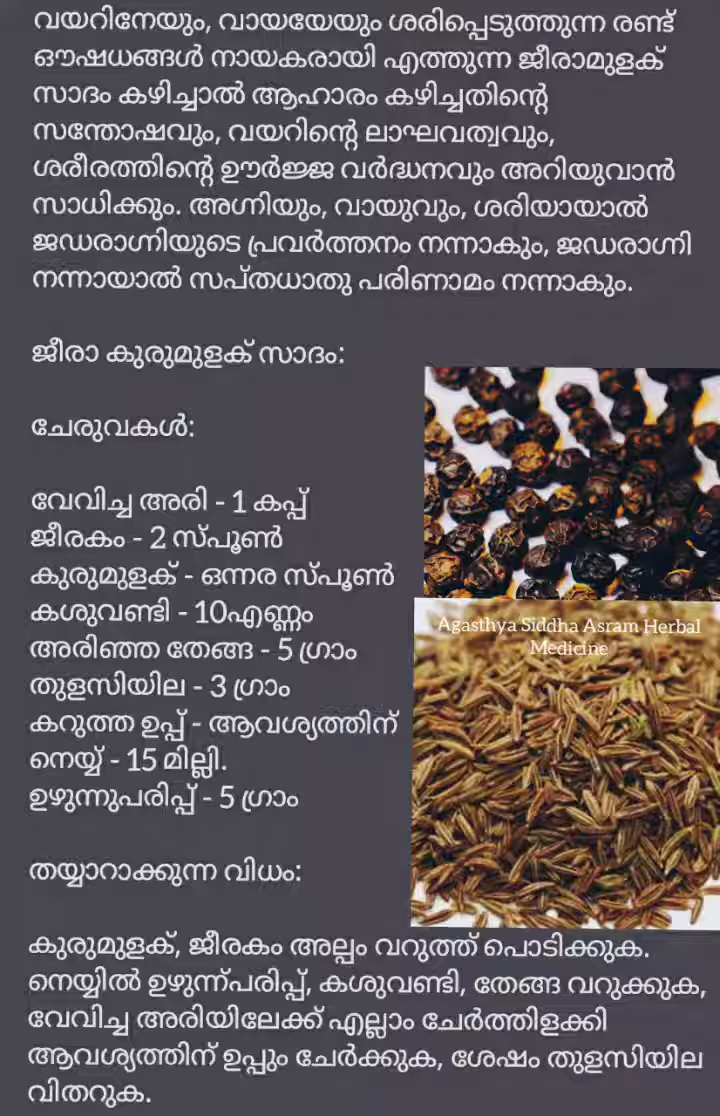 വയറിനേയും, വായയേയും ശരിപ്പെടുത്തുന്ന രണ്ട്
ഔഷധങ്ങൾ നായകരായി എത്തുന്ന ജീരാമുളക്
സാദം കഴിച്ചാൽ ആഹാരം കഴിച്ചതിന്റെ
സന്തോഷവും, വയറിന്റെ ലാഘവത്വവും,
ശരീരത്തിന്റെ ഊർജ്ജ വർദ്ധനവും അറിയുവാൻ
സാധിക്കും. അഗ്നിയും, വായുവും, ശരിയായാൽ
ജഡരാഗ്നിയുടെ പ്രവർത്തനം നന്നാകും, ജഡരാഗ്നി
നന്നായാൽ സപ്തധാതു പരിണാമം നന്നാകും.
ജീരാ കുരുമുളക് സാദം:
ചേരുവകൾ:
വേവിച്ച അരി - 1 കപ്പ്
ജീരകം - 2 സ്പൂൺ
കുരുമുളക് - ഒന്നര സ്പൂൺ
കശുവണ്ടി - 10എണ്ണം
അരിഞ്ഞ തേങ്ങ - 5 ഗ്രാം
തുളസിയില - 3 ഗ്രാം
കറുത്ത ഉപ്പ് - ആവശ്യത്തിന്
നെയ്യ് - 15 മില്ലി.
ഉഴുന്നുപരിപ്പ് - 5 ഗ്രാം
Agasthya Siddha Asram Herbal
Medicine
തയ്യാറാക്കുന്ന വിധം:
കുരുമുളക്, ജീരകം അല്പം വറുത്ത് പൊടിക്കുക.
നെയ്യിൽ ഉഴുന്ന്പരിപ്പ്, കശുവണ്ടി, തേങ്ങ വറുക്കുക,
വേവിച്ച അരിയിലേക്ക് എല്ലാം ചേർത്തിളക്കി
ആവശ്യത്തിന് ഉപ്പും ചേർക്കുക, ശേഷം തുളസിയില
വിതറുക.